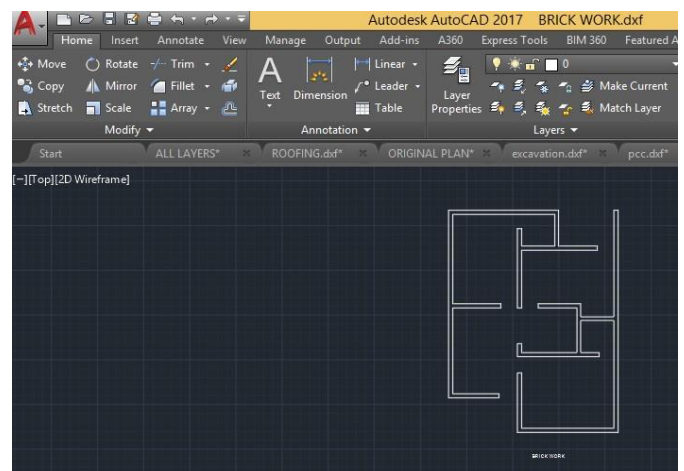 Autodesk AutoCAD 2017 BRICK WORK.dxf
Home Insert Annotate View Manage Output Add-ins A360 Express Tools BIM 360 Featured A
Move Rotate Trim Linear 0
Copy Mirror Fillet Text Dimension Leader Layer Properties Make Current
Stretch Scale Array Table Match Layer
Modify Annotation Layers
Start ALL LAYERS* ROOFING.dxf* ORIGINAL PLAN* excavation.dxf* pcc.dxf*
[−][Top][2D Wireframe]
BRICK WORK